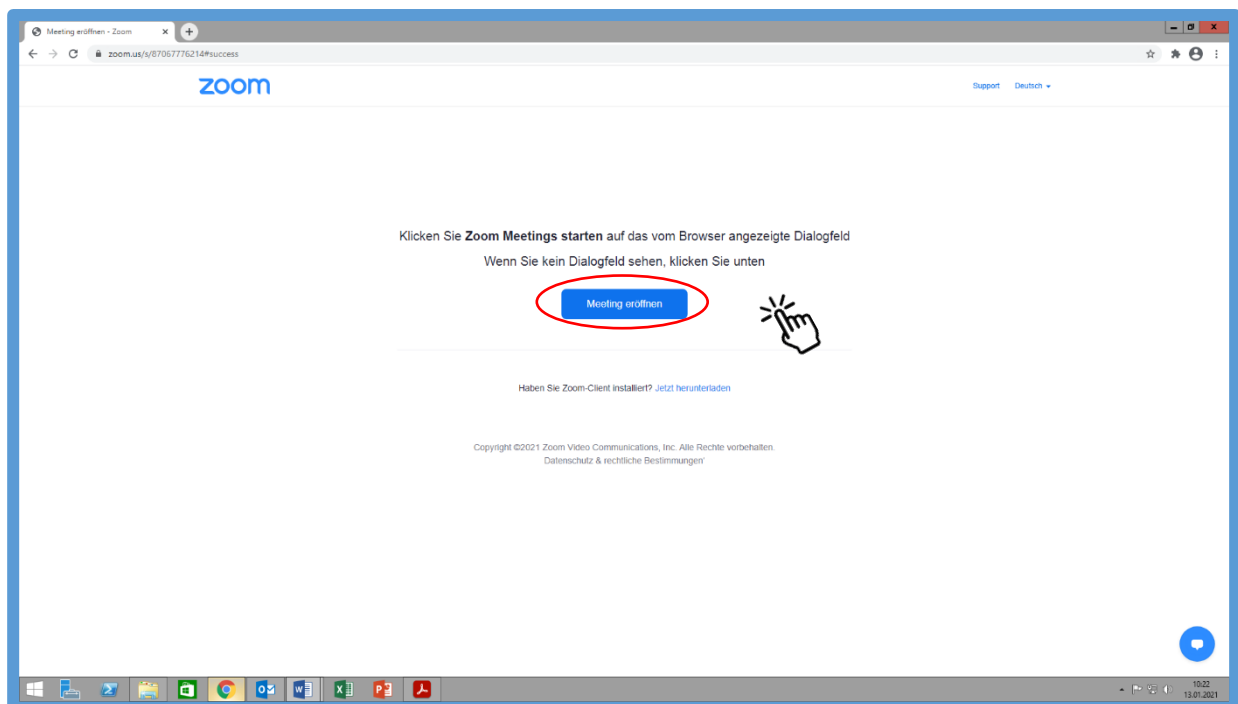 Meeting eröffnen - Zoom
zoom.us/s/87067776214#success
zoom
Support Deutsch
Klicken Sie Zoom Meetings starten auf das vom Browser angezeigte Dialogfeld
Wenn Sie kein Dialogfeld sehen, klicken Sie unten
Meeting eröffnen
Haben Sie Zoom-Client installiert? Jetzt herunterladen
Copyright ©2021 Zoom Video Communications, Inc. Alle Rechte vorbehalten.
Datenschutz & rechtliche Bestimmungen
10:22
13.01.2021